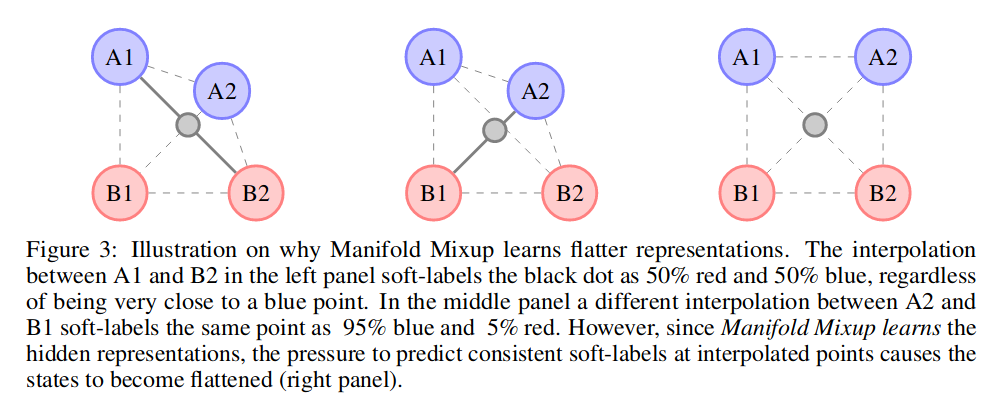 A1 A2 A1 A2 A1 A2
B1 B2 B1 B2 B1 B2
Figure 3: Illustration on why Manifold Mixup learns flatter representations. The interpolation
between A1 and B2 in the left panel soft-labels the black dot as 50% red and 50% blue, regardless
of being very close to a blue point. In the middle panel a different interpolation between A2 and
B1 soft-labels the same point as 95% blue and 5% red. However, since Manifold Mixup learns the
hidden representations, the pressure to predict consistent soft-labels at interpolated points causes the
states to become flattened (right panel).